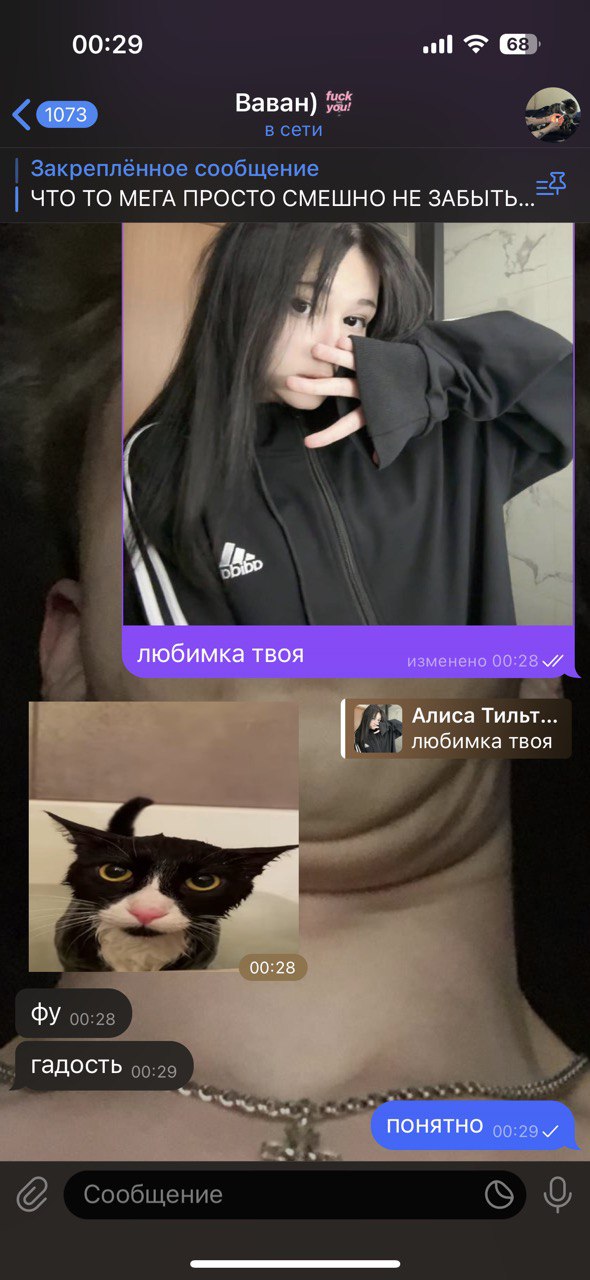 00:29
68
1073
Ваван) fuck you!
в сети
Закреплённое сообщение
ЧТО ТО МЕГА ПРОСТО СМЕШНО НЕ ЗАБЫТЬ...
adidas
любимка твоя
изменено 00:28
Алиса Тильт...
любимка твоя
00:28
фу 00:28
гадость 00:29
понятно 00:29
Сообщение